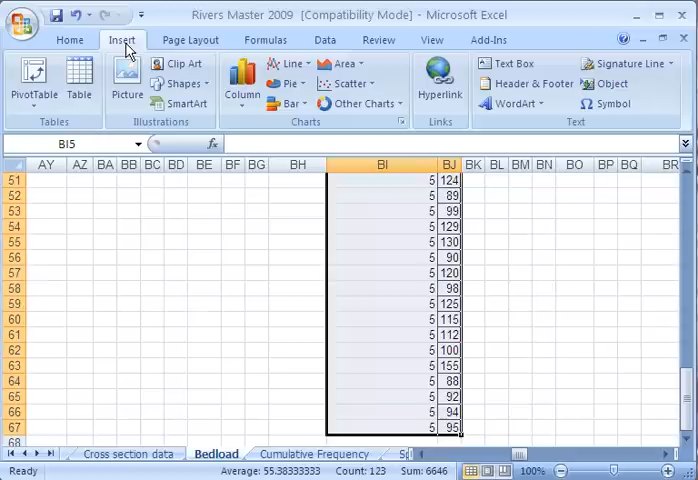 Rivers Master 2009 [Compatibility Mode] - Microsoft Excel
Home Insert Page Layout Formulas Data Review View Add-Ins
PivotTable Table Picture Clip Art Shapes SmartArt Column Line Pie Bar Area Scatter Other Charts Hyperlink Text Box Header & Footer WordArt Signature Line Object Symbol
Tables Illustrations Charts Links Text
BI5 fx
AY AZ BA BB BC BD BE BF BG BH BI BJ BK BL BM BN BO BP BQ BR
51 5 124
52 5 89
53 5 99
54 5 129
55 5 130
56 5 90
57 5 120
58 5 98
59 5 125
60 5 115
61 5 112
62 5 100
63 5 155
64 5 88
65 5 92
66 5 94
67 5 95
68
Cross section data Bedload Cumulative Frequency
Ready Average: 55.38333333 Count: 123 Sum: 6646 100%